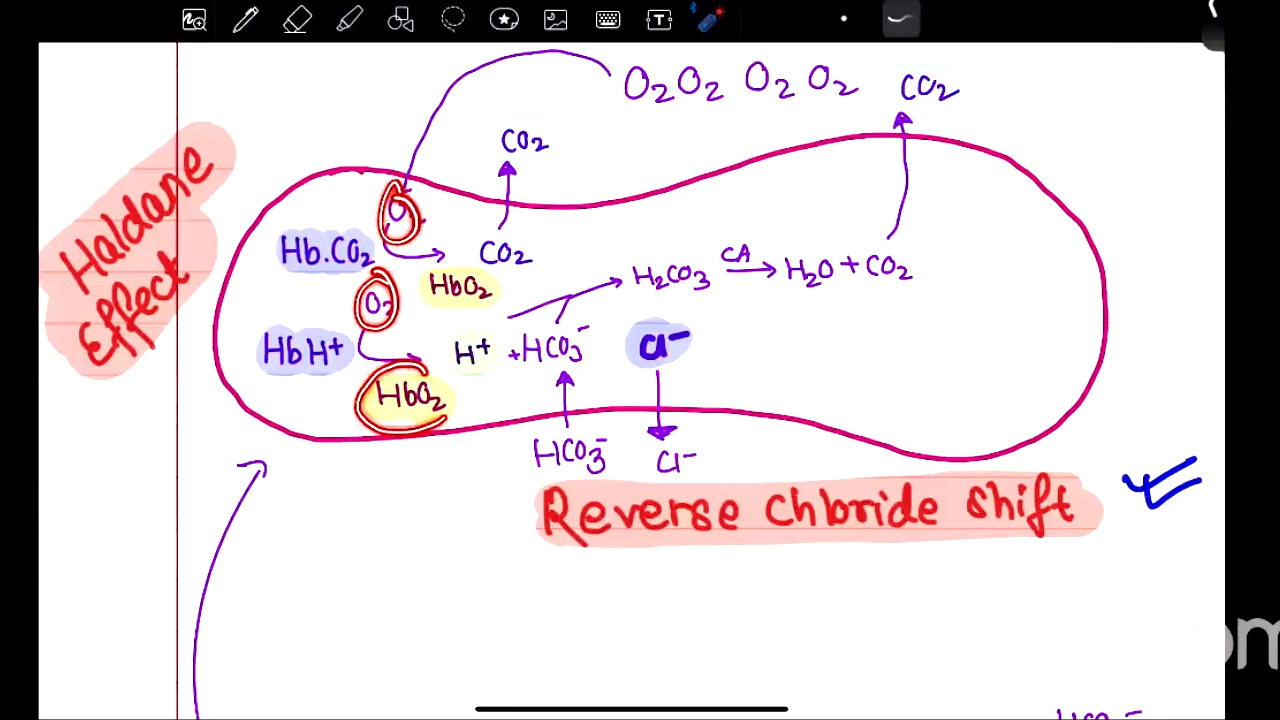 O₂ O₂ O₂ O₂ CO₂
CO₂
Haldane
Effect
Hb.CO₂ CO₂
HbO₂
H₂CO₃ CA → H₂O + CO₂
O₂
HbH⁺ H⁺ + HCO₃⁻ Cl⁻
HbO₂
HCO₃⁻ Cl⁻
Reverse chloride shift
T